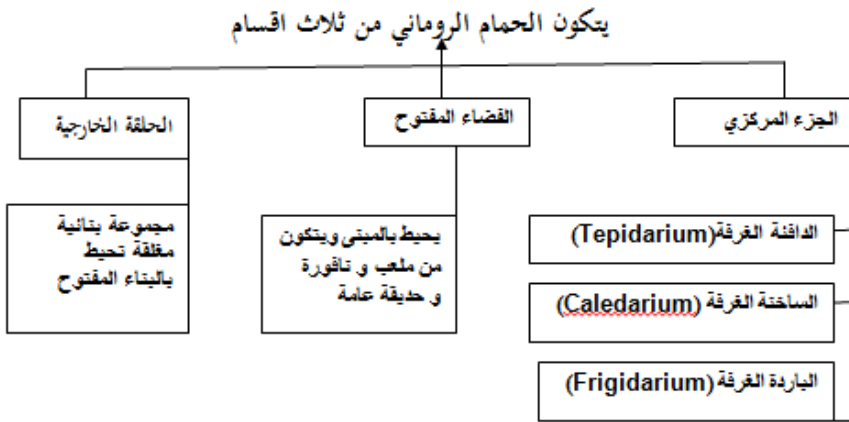 يتكون الحمام الروماني من ثلاث اقسام
الجزء المركزي
الفضاء المفتوح
الحلقة الخارجية
الدافئة الغرفة (Tepidarium)
الساخنة الغرفة (Caledarium)
الباردة الغرفة (Frigidarium)
يحيط بالمبنى ويتكون
من ملعب و نافورة
و حديقة عامة
مجموعة بنائية
مغلقة تحيط
بالبناء المفتوح